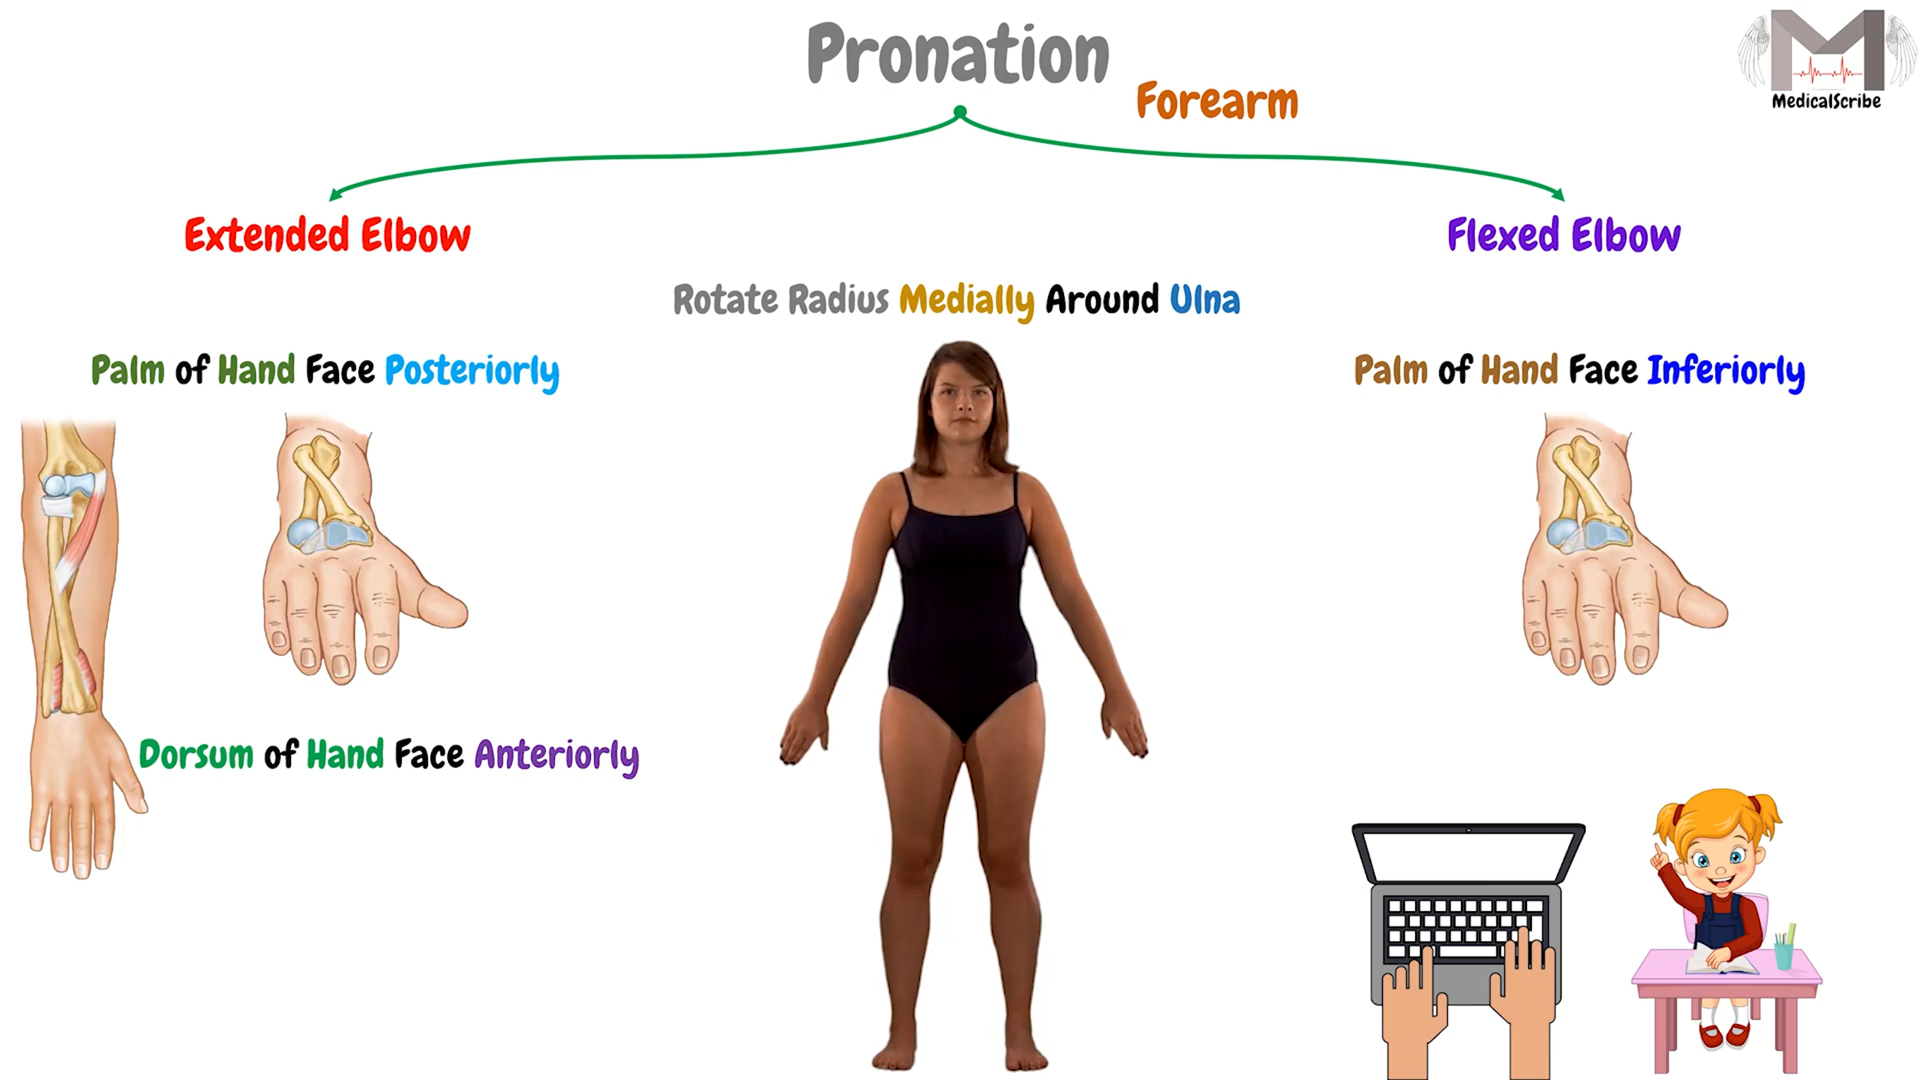 Pronation
Forearm
MedicalScribe
Extended Elbow
Flexed Elbow
Rotate Radius Medially Around Ulna
Palm of Hand Face Posteriorly
Palm of Hand Face Inferiorly
Dorsum of Hand Face Anteriorly